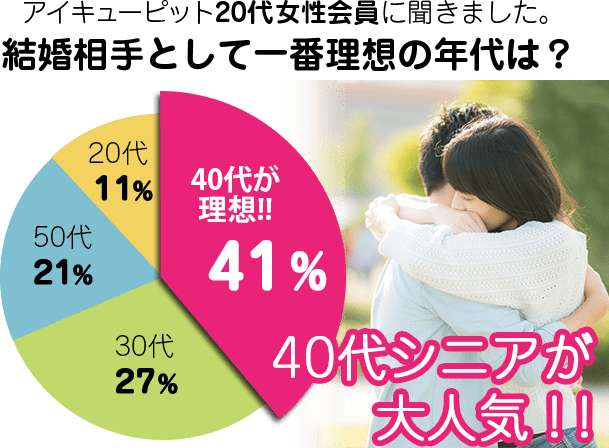 アイキューピット20代女性会員に聞きました。
結婚相手として一番理想の年代は?
20代
11%
40代が
理想!!
41%
50代
21%
30代
27%
40代シニアが
大人気!!